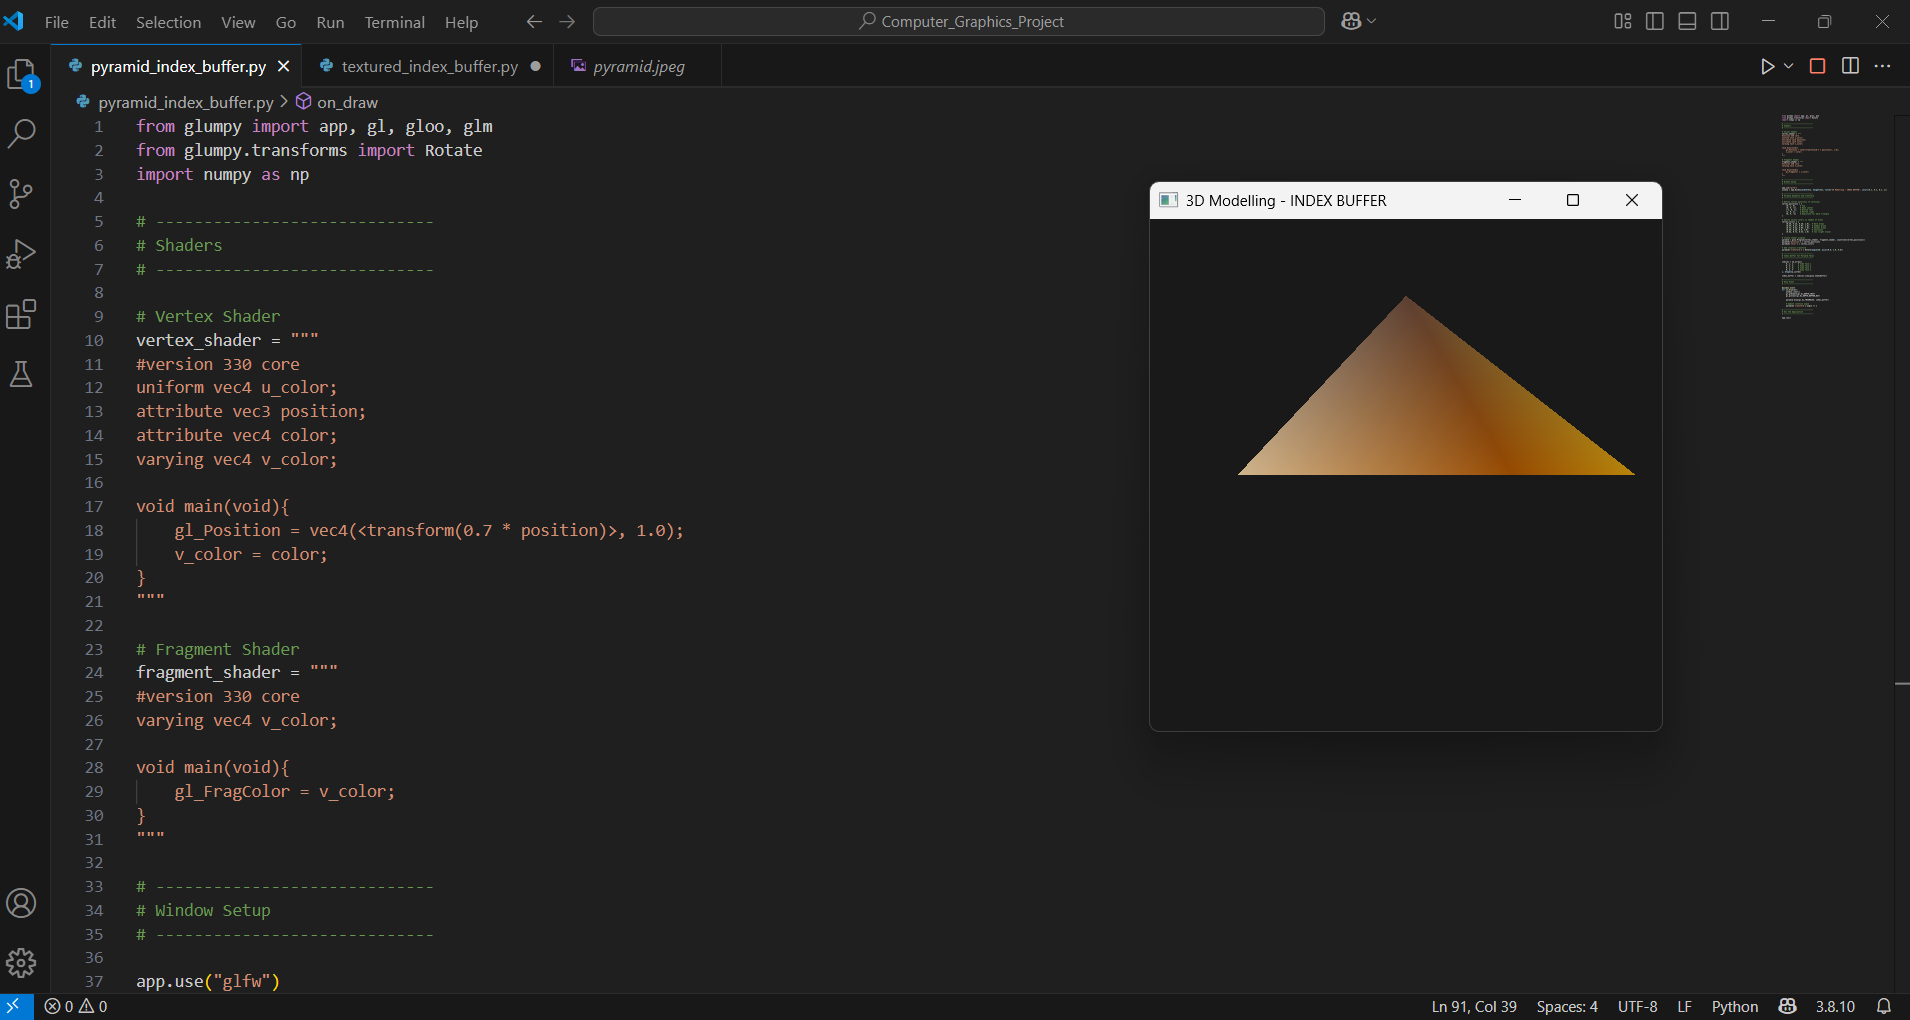 File Edit Selection View Go Run Terminal Help
Computer_Graphics_Project
1
pyramid_index_buffer.py
textured_index_buffer.py
pyramid.jpeg
pyramid_index_buffer.py > on_draw
1 from glumpy import app, gl, gloo, glm
2 from glumpy.transforms import Rotate
3 import numpy as np
4
5 # -----------------------------
6 # Shaders
7 # -----------------------------
8
9 # Vertex Shader
10 vertex_shader = """
11 #version 330 core
12 uniform vec4 u_color;
13 attribute vec3 position;
14 attribute vec4 color;
15 varying vec4 v_color;
16
17 void main(void){
18 gl_Position = vec4(<transform(0.7 * position)>, 1.0);
19 v_color = color;
20 }
21 """
22
23 # Fragment Shader
24 fragment_shader = """
25 #version 330 core
26 varying vec4 v_color;
27
28 void main(void){
29 gl_FragColor = v_color;
30 }
31 """
32
33 # -----------------------------
34 # Window Setup
35 # -----------------------------
36
37 app.use("glfw")
3D Modelling - INDEX BUFFER
0 0
Ln 91, Col 39 Spaces: 4 UTF-8 LF Python 3.8.10